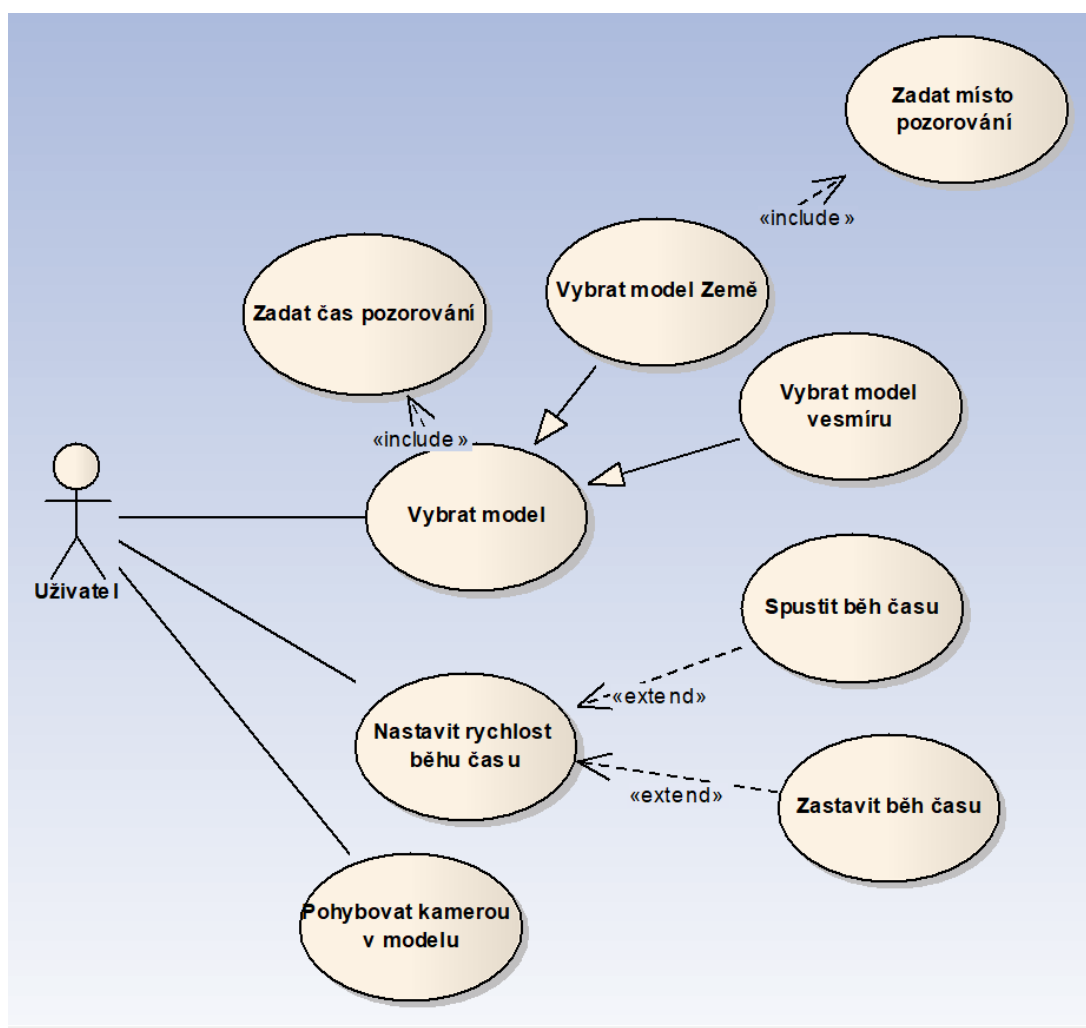 Zadat místo
pozorování
«include»
Vybrat model Země
Zadat čas pozorování
Vybrat model
vesmíru
«include»
Vybrat model
Uživatel
Spustit běh času
«extend»
Nastavit rychlost
běhu času
«extend»
Zastavit běh času
Pohybovat kamerou
v modelu